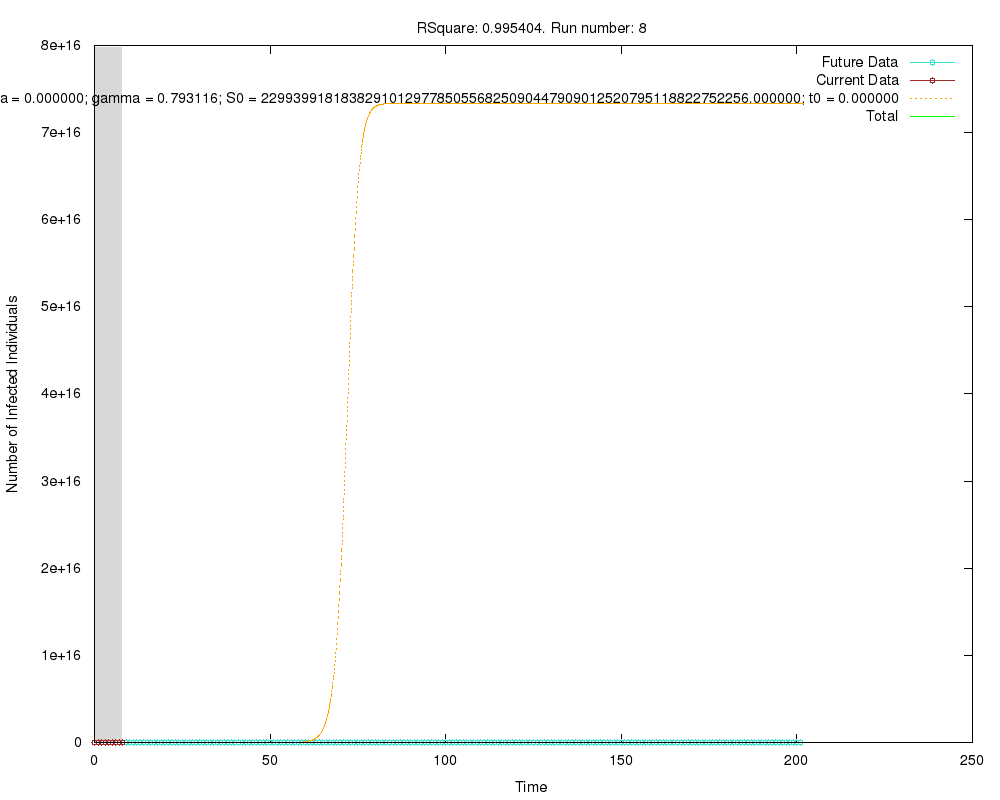 RSquare: 0.995404. Run number: 8
8e+16
7e+16
6e+16
5e+16
4e+16
3e+16
2e+16
1e+16
0
Number of Infected Individuals
Future Data
Current Data
a = 0.000000; gamma = 0.793116; S0 = 2299399181838291012977850556825090447909012520795118822752256.000000; t0 = 0.000000
Total
0
50
100
150
200
250
Time